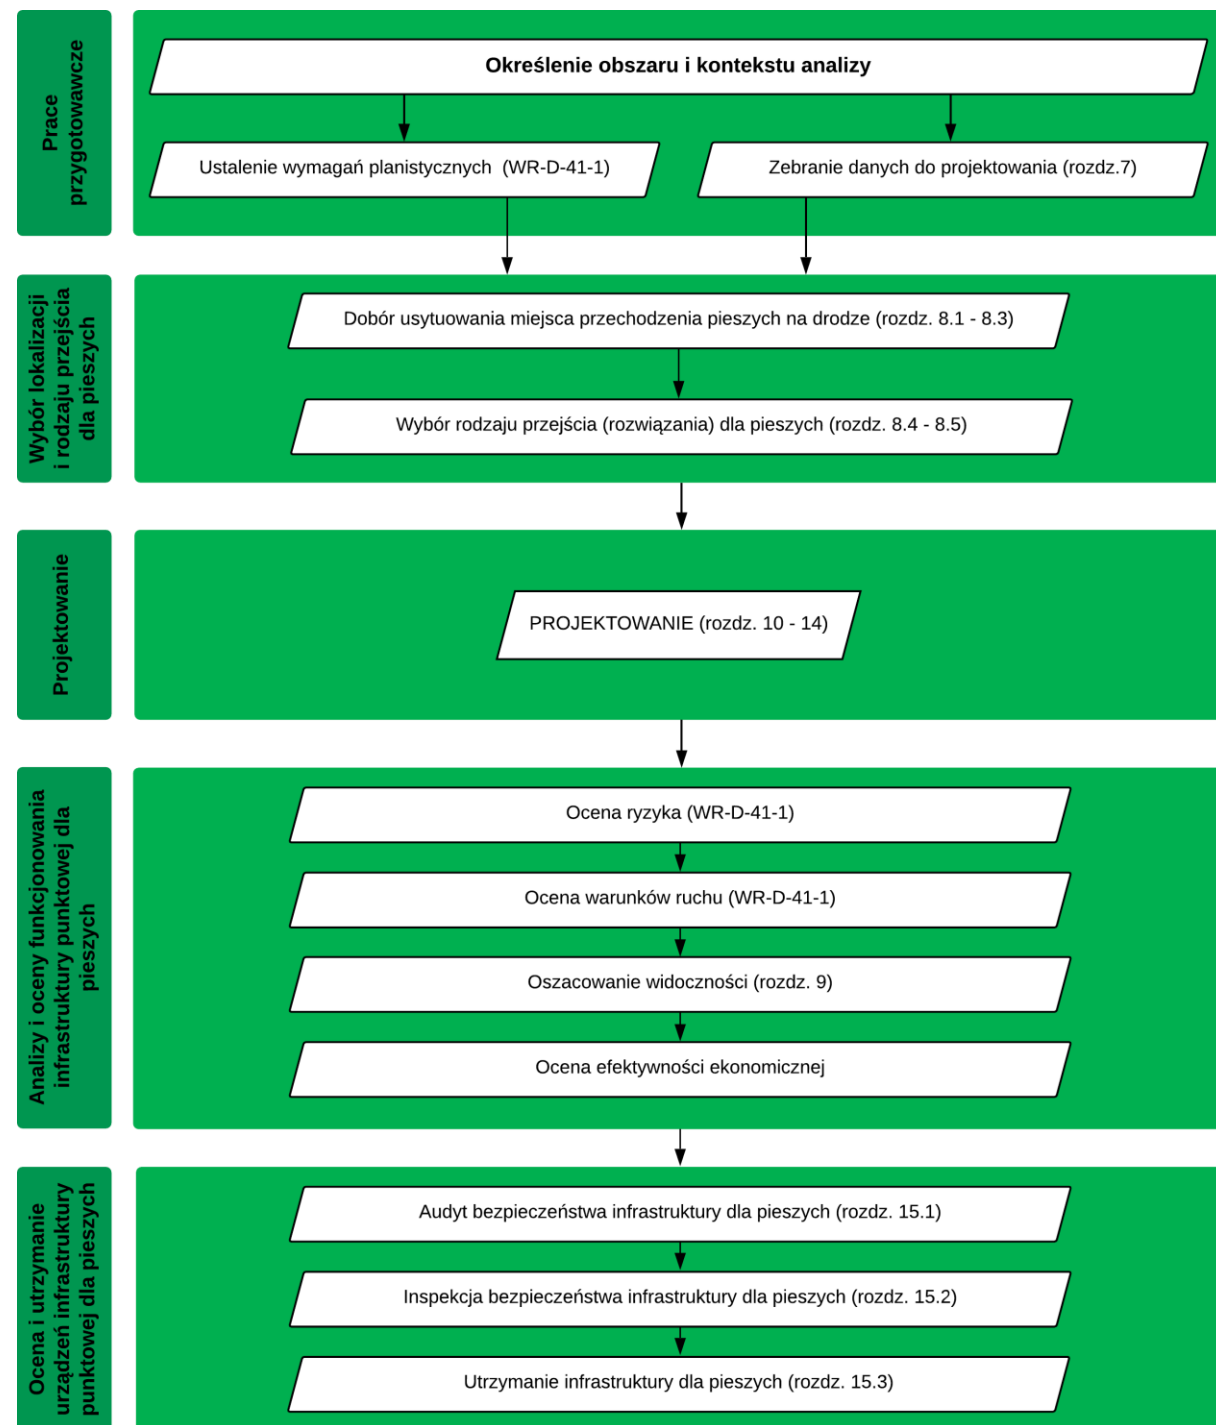 Prace
przygotowawcze
Określenie obszaru i kontekstu analizy
Ustalenie wymagań planistycznych (WR-D-41-1)
Zebranie danych do projektowania (rozdz.7)
Wybór lokalizacji
i rodzaju przejścia
dla pieszych
Dobór usytuowania miejsca przechodzenia pieszych na drodze (rozdz. 8.1 - 8.3)
Wybór rodzaju przejścia (rozwiązania) dla pieszych (rozdz. 8.4 - 8.5)
Projektowanie
PROJEKTOWANIE (rozdz. 10 - 14)
Analizy i oceny funkcjonowania
infrastruktury punktowej dla
pieszych
Ocena ryzyka (WR-D-41-1)
Ocena warunków ruchu (WR-D-41-1)
Oszacowanie widoczności (rozdz. 9)
Ocena efektywności ekonomicznej
Ocena i utrzymanie
urządzeń infrastruktury
punktowej dla pieszych
Audyt bezpieczeństwa infrastruktury dla pieszych (rozdz. 15.1)
Inspekcja bezpieczeństwa infrastruktury dla pieszych (rozdz. 15.2)
Utrzymanie infrastruktury dla pieszych (rozdz. 15.3)